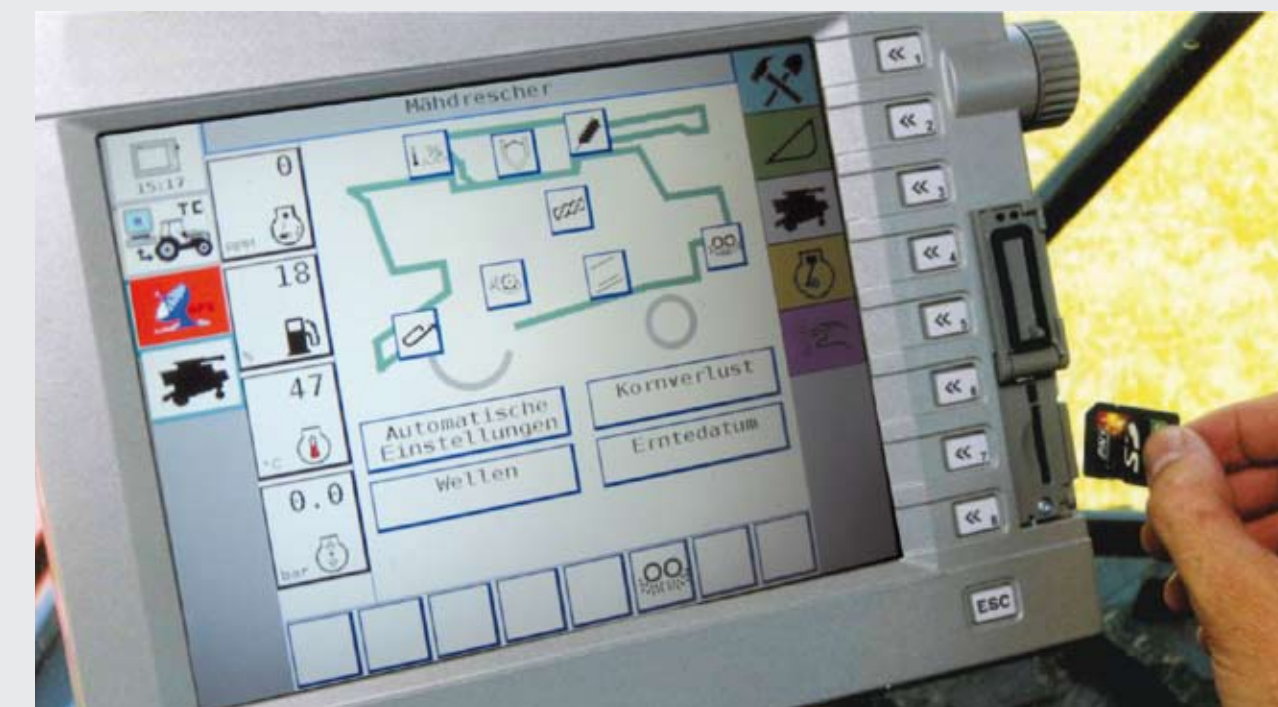 Mähdrescher
15:17
TC
0
rpm
18
47
°C
0.0
bar
Automatische
Einstellungen
Kornverlust
Wellen
Erntedatum
« 1
« 2
« 3
« 4
« 5
« 6
« 7
« 8
ESC
SD